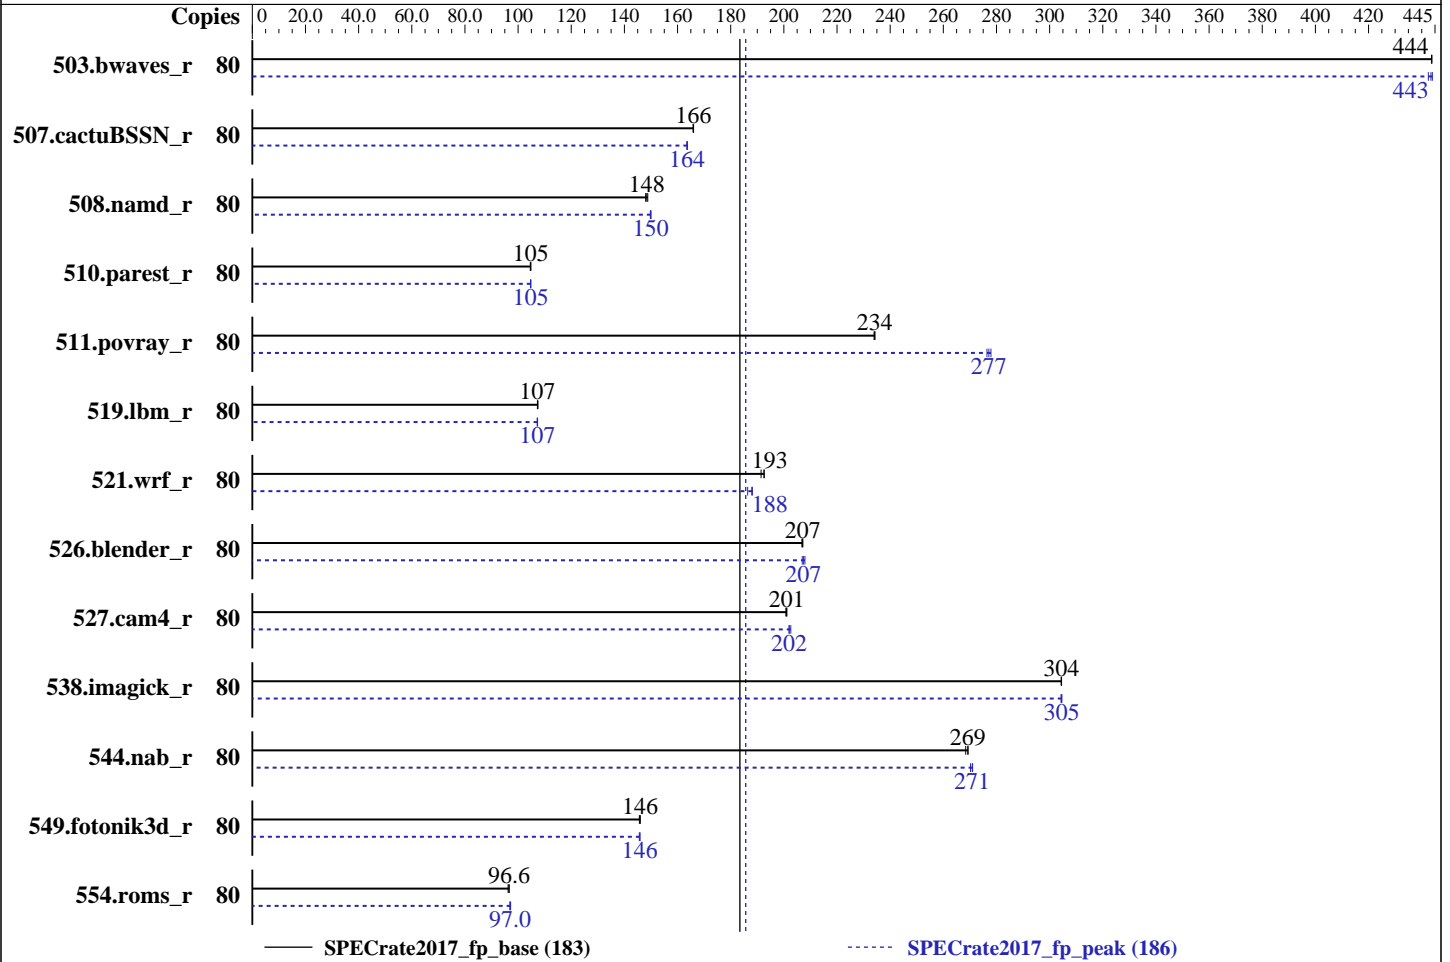 Copies 0 20.0 40.0 60.0 80.0 100 120 140 160 180 200 220 240 260 280 300 320 340 360 380 400 420 445
444
503.bwaves_r 80
443
166
507.cactuBSSN_r 80
164
148
508.namd_r 80
150
105
510.parest_r 80
105
234
511.povray_r 80
277
107
519.lbm_r 80
107
193
521.wrf_r 80
188
207
526.blender_r 80
207
201
527.cam4_r 80
202
304
538.imagick_r 80
305
269
544.nab_r 80
271
146
549.fotonik3d_r 80
146
96.6
554.roms_r 80
97.0
SPECrate2017_fp_base (183) SPECrate2017_fp_peak (186)